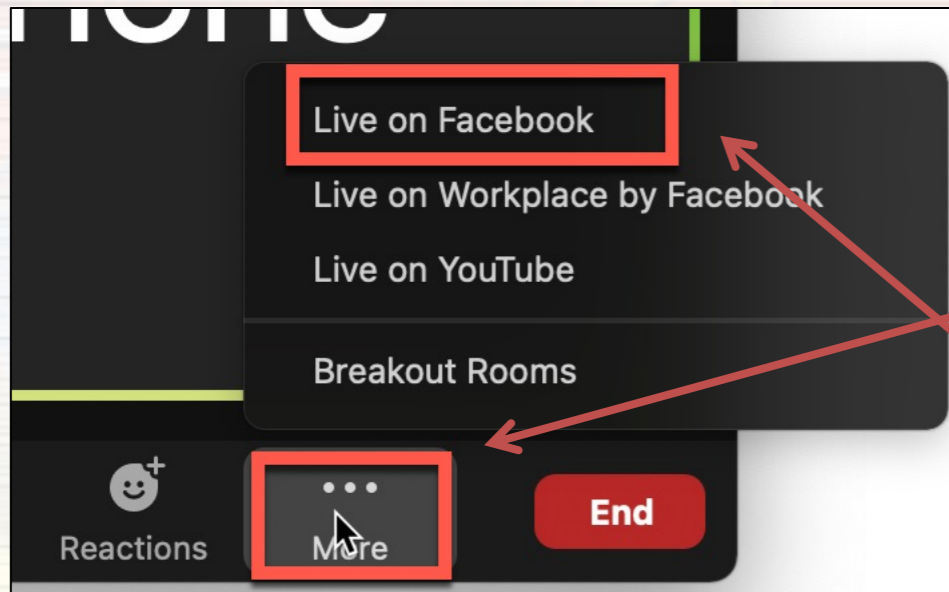 Live on Facebook
Live on Workplace by Facebook
Live on YouTube
Breakout Rooms
Reactions
More
End